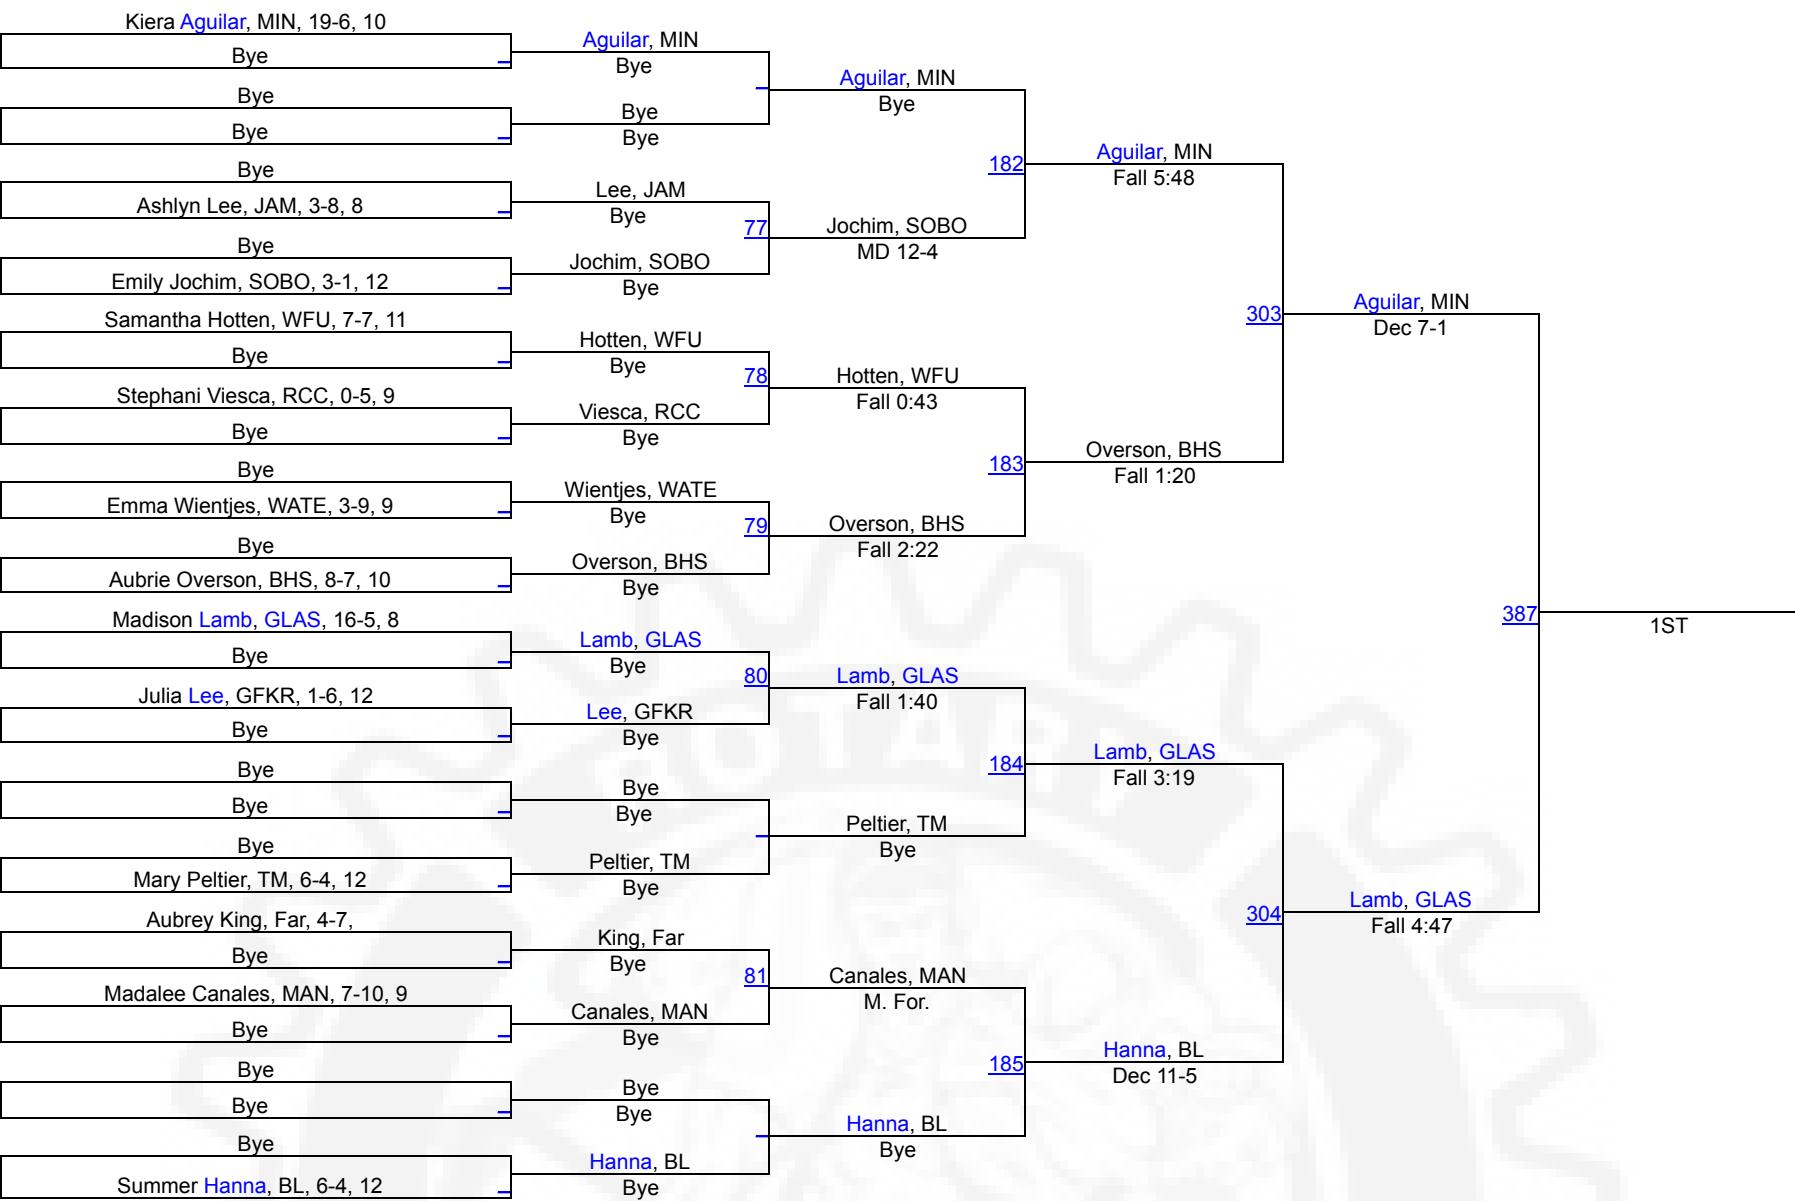 Kiera Aguilar, MIN, 19-6, 10
Bye
Bye
Bye
Bye
Ashlyn Lee, JAM, 3-8, 8
Bye
Emily Jochim, SOBO, 3-1, 12
Samantha Hotten, WFU, 7-7, 11
Bye
Stephani Viesca, RCC, 0-5, 9
Bye
Bye
Emma Wientjes, WATE, 3-9, 9
Bye
Aubrie Overson, BHS, 8-7, 10
Madison Lamb, GLAS, 16-5, 8
Bye
Julia Lee, GFKR, 1-6, 12
Bye
Bye
Bye
Bye
Mary Peltier, TM, 6-4, 12
Aubrey King, Far, 4-7,
Bye
Madalee Canales, MAN, 7-10, 9
Bye
Bye
Bye
Bye
Summer Hanna, BL, 6-4, 12
Aguilar, MIN
Bye
Bye
Bye
Lee, JAM
Bye
77
Jochim, SOBO
Bye
Hotten, WFU
Bye
78
Viesca, RCC
Bye
Wientjes, WATE
Bye
79
Overson, BHS
Bye
Lamb, GLAS
Bye
80
Lee, GFKR
Bye
Bye
Bye
Peltier, TM
Bye
King, Far
Bye
81
Canales, MAN
Bye
Bye
Bye
Hanna, BL
Bye
Aguilar, MIN
Bye
182
Jochim, SOBO
MD 12-4
Hotten, WFU
Fall 0:43
183
Overson, BHS
Fall 2:22
Lamb, GLAS
Fall 1:40
184
Peltier, TM
Bye
Canales, MAN
M. For.
185
Hanna, BL
Bye
Aguilar, MIN
Fall 5:48
303
Overson, BHS
Fall 1:20
Lamb, GLAS
Fall 3:19
304
Hanna, BL
Dec 11-5
Aguilar, MIN
Dec 7-1
387
Lamb, GLAS
Fall 4:47
1ST